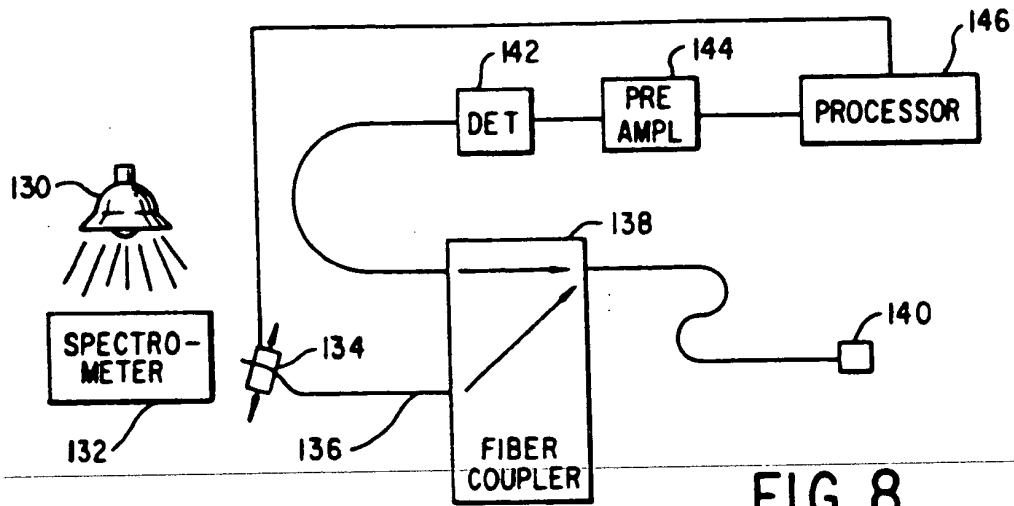 142
144
146
DET
PRE
AMPL
PROCESSOR
130
138
SPECTRO-
METER
134
140
132
136
FIBER
COUPLER
FIG. 8